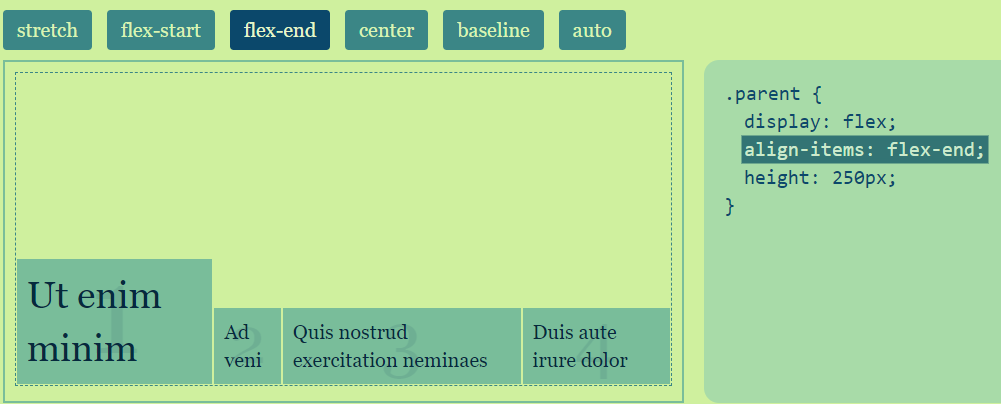 stretch flex-start flex-end center baseline auto
.parent {
display: flex;
align-items: flex-end;
height: 250px;
}
1
Ut enim
minim
2
Ad
veni
3
Quis nostrud
exercitation neminaes
4
Duis aute
irure dolor